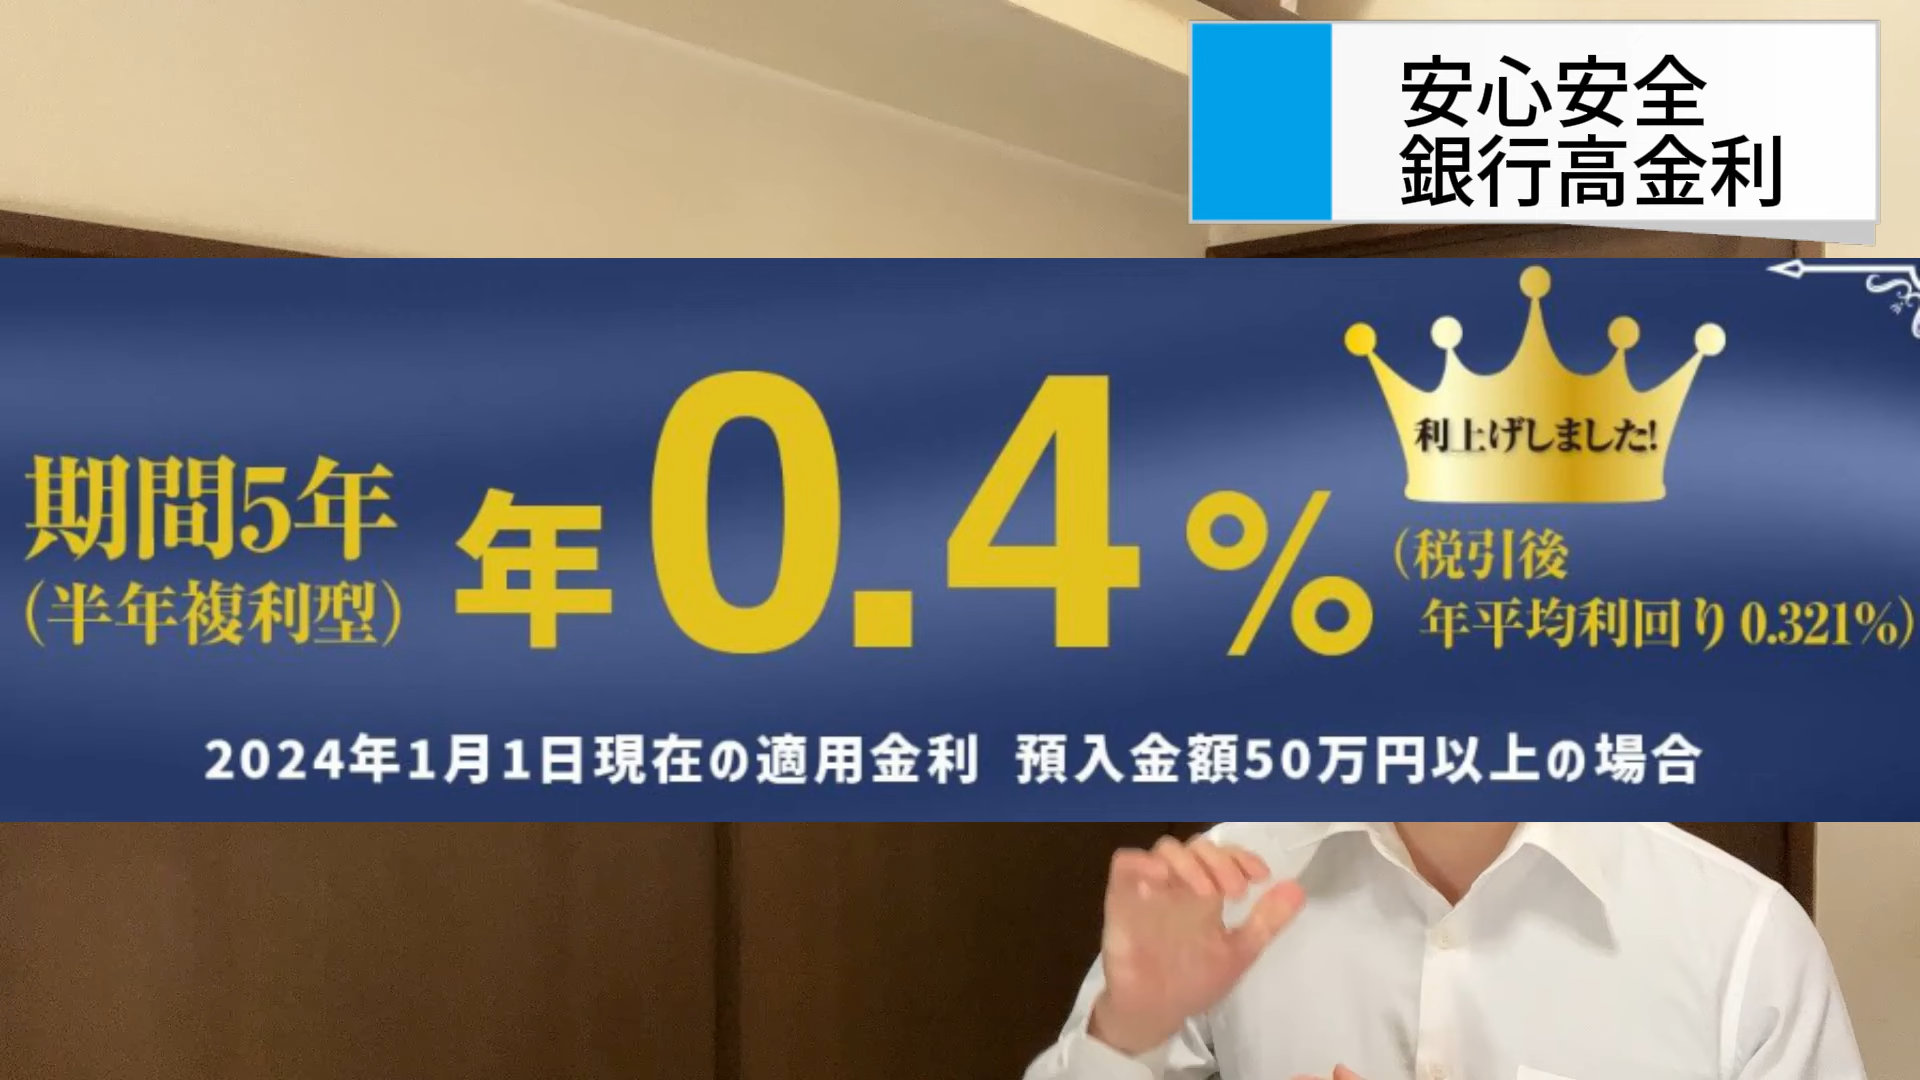 安心安全
銀行高金利
利上げしました!
期間5年
(半年複利型)
年0.4%
(税引後
年平均利回り0.321%)
2024年1月1日現在の適用金利 預入金額50万円以上の場合